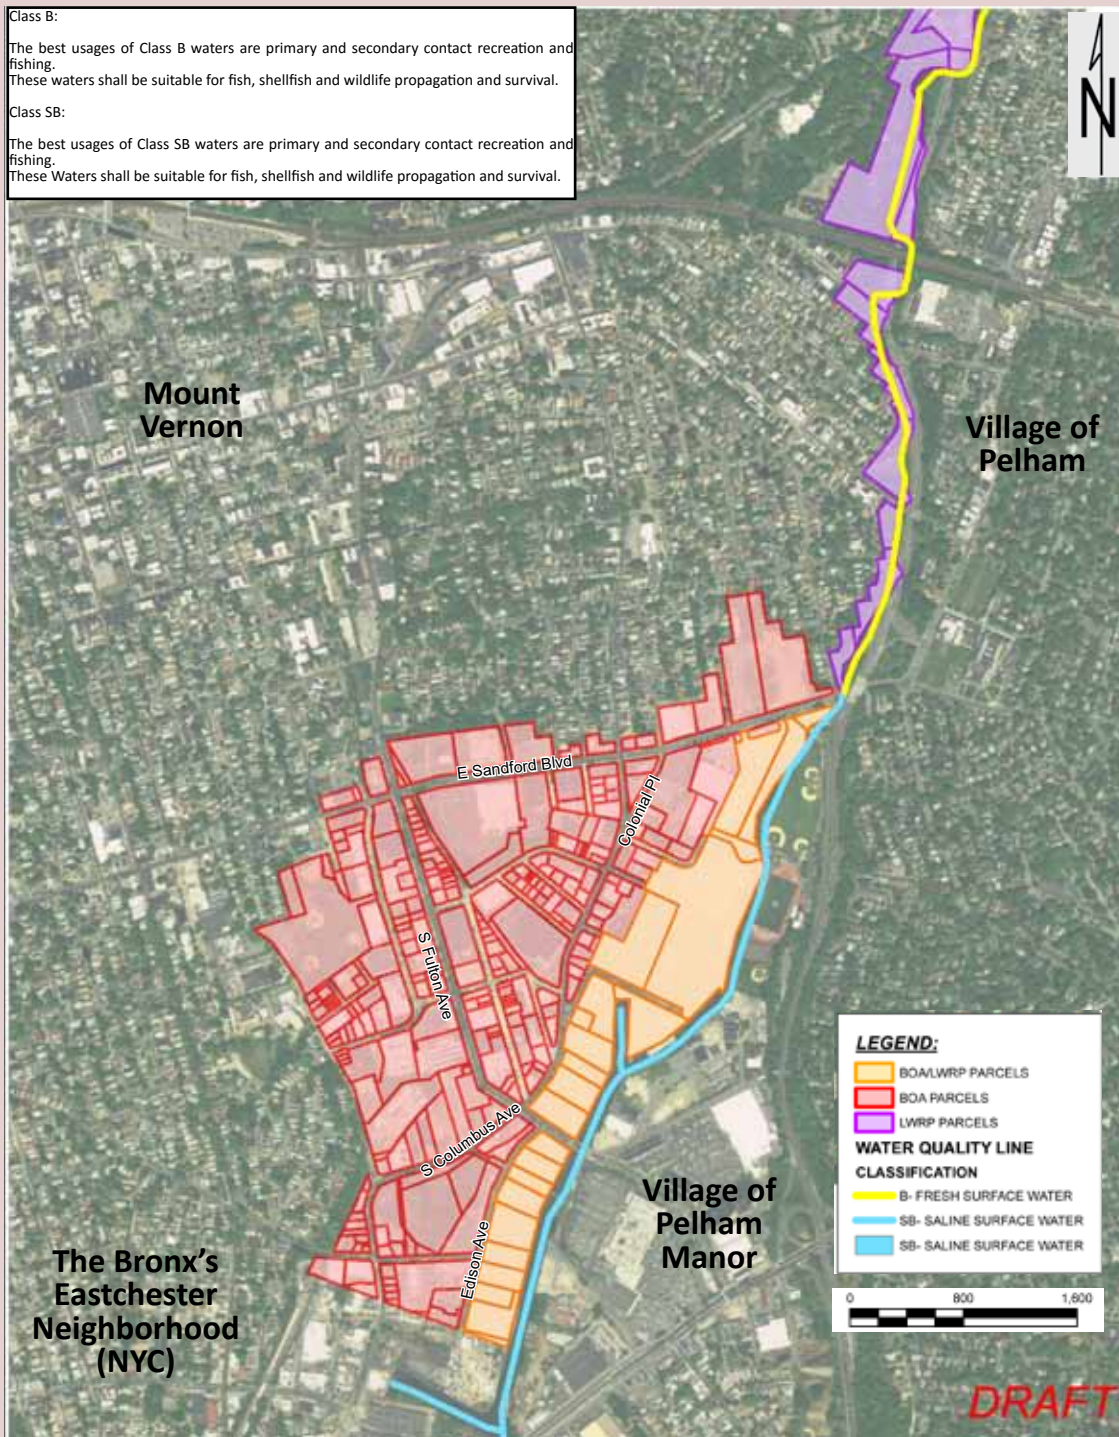 Class B:
The best usages of Class B waters are primary and secondary contact recreation and
fishing.
These waters shall be suitable for fish, shellfish and wildlife propagation and survival.
Class SB:
The best usages of Class SB waters are primary and secondary contact recreation and
fishing.
These Waters shall be suitable for fish, shellfish and wildlife propagation and survival.
N
Mount
Vernon
Village of
Pelham
E Sandford Blvd
Colonial Pl
S Fulton Ave
S Columbus Ave
Edison Ave
Village of
Pelham
Manor
The Bronx’s
Eastchester
Neighborhood
(NYC)
LEGEND:
BOA/LWRP PARCELS
BOA PARCELS
LWRP PARCELS
WATER QUALITY LINE
CLASSIFICATION
B- FRESH SURFACE WATER
SB- SALINE SURFACE WATER
SB- SALINE SURFACE WATER
0 800 1,600
DRAFT